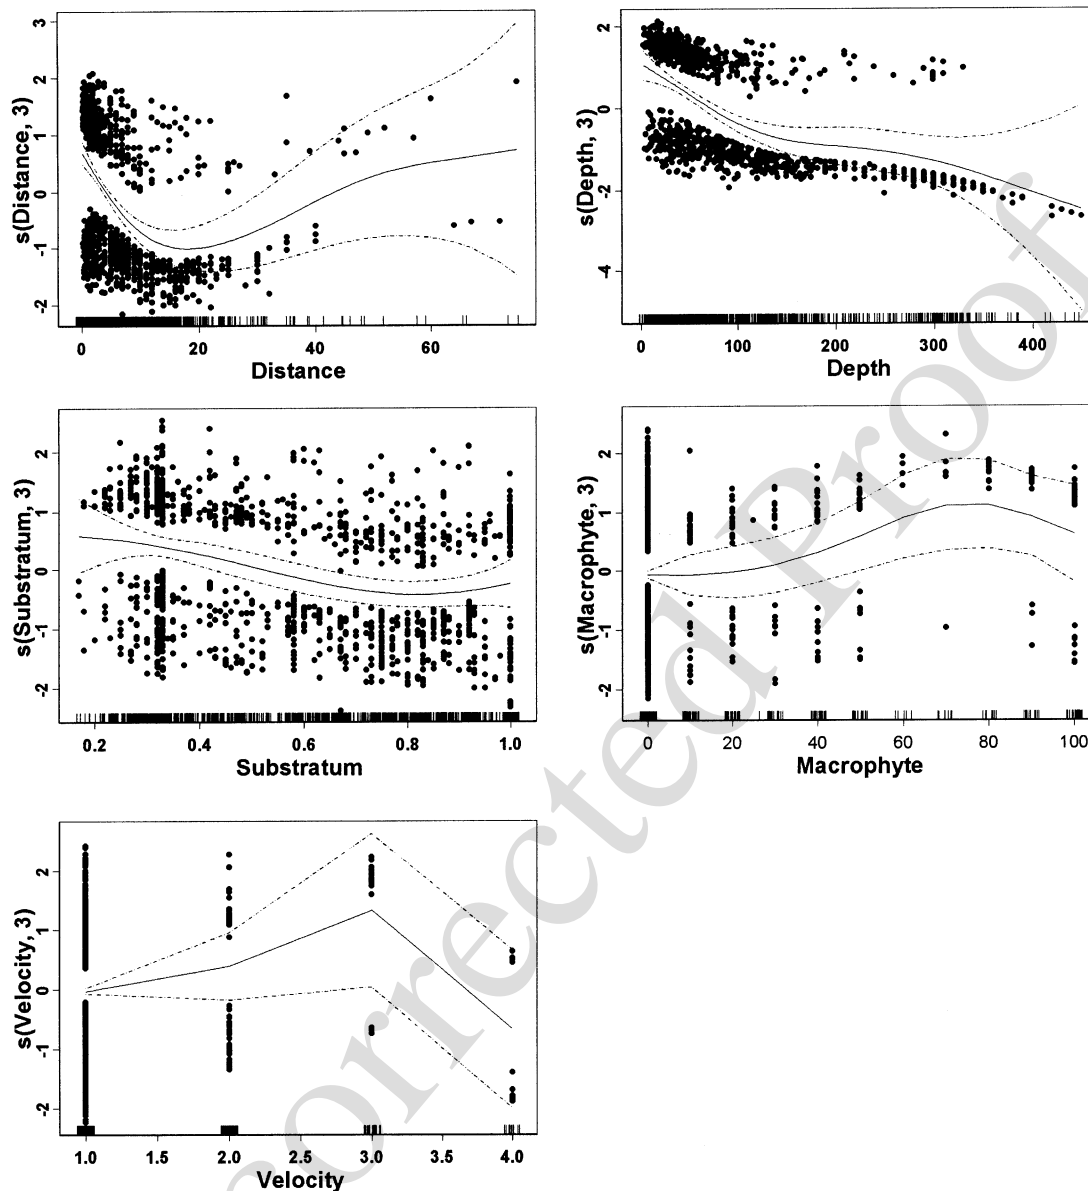 3
2
1
0
-1
-2
s(Distance, 3)
0 20 40 60
Distance
2
0
-2
-4
s(Depth, 3)
0 100 200 300 400
Depth
2
1
0
-1
-2
s(Substratum, 3)
0.2 0.4 0.6 0.8 1.0
Substratum
2
1
0
-1
-2
s(Macrophyte, 3)
0 20 40 60 80 100
Macrophyte
2
1
0
-1
-2
s(Velocity, 3)
1.0 1.5 2.0 2.5 3.0 3.5 4.0
Velocity
orrected Proof